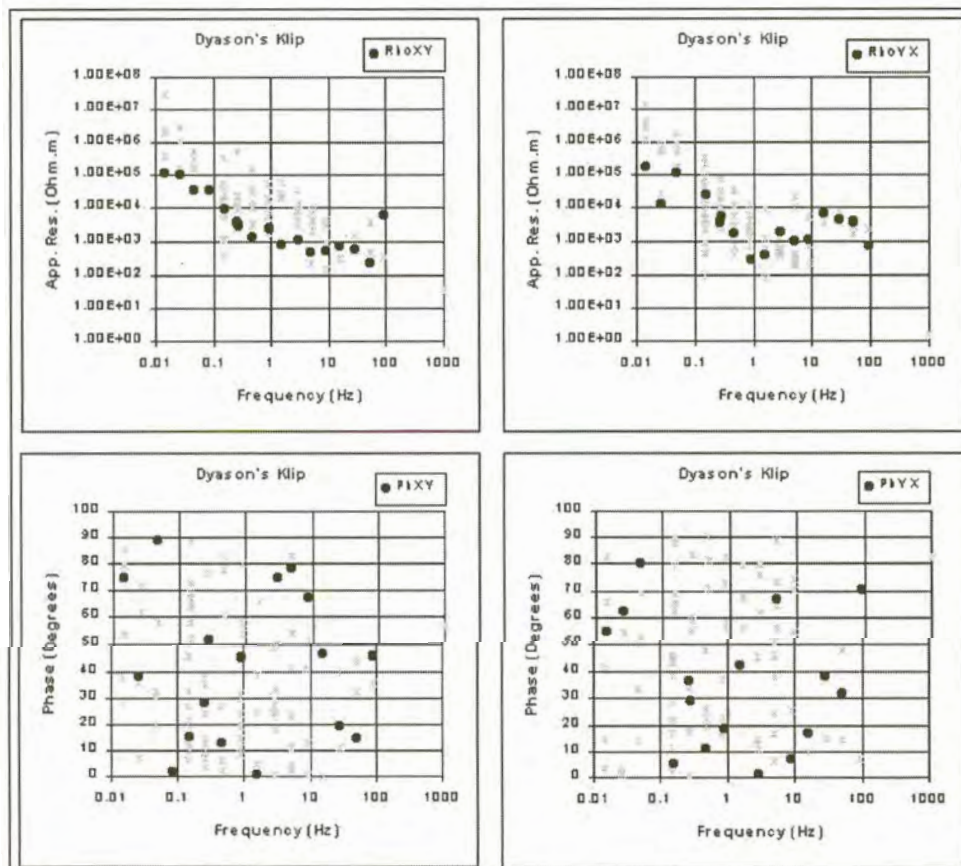 Dyason's Klip
RhoXY
App. Res. (Ohm.m)
1.00E+08
1.00E+07
1.00E+06
1.00E+05
1.00E+04
1.00E+03
1.00E+02
1.00E+01
1.00E+00
0.01 0.1 1 10 100 1000
Frequency (Hz)
Dyason's Klip
RhoYX
App. Res. (Ohm.m)
1.00E+08
1.00E+07
1.00E+06
1.00E+05
1.00E+04
1.00E+03
1.00E+02
1.00E+01
1.00E+00
0.01 0.1 1 10 100 1000
Frequency (Hz)
Dyason's Klip
PhXY
Phase (Degrees)
100
90
80
70
60
50
40
30
20
10
0
0.01 0.1 1 10 100 1000
Frequency (Hz)
Dyason's Klip
PhYX
Phase (Degrees)
100
90
80
70
60
50
40
30
20
10
0
0.01 0.1 1 10 100 1000
Frequency (Hz)